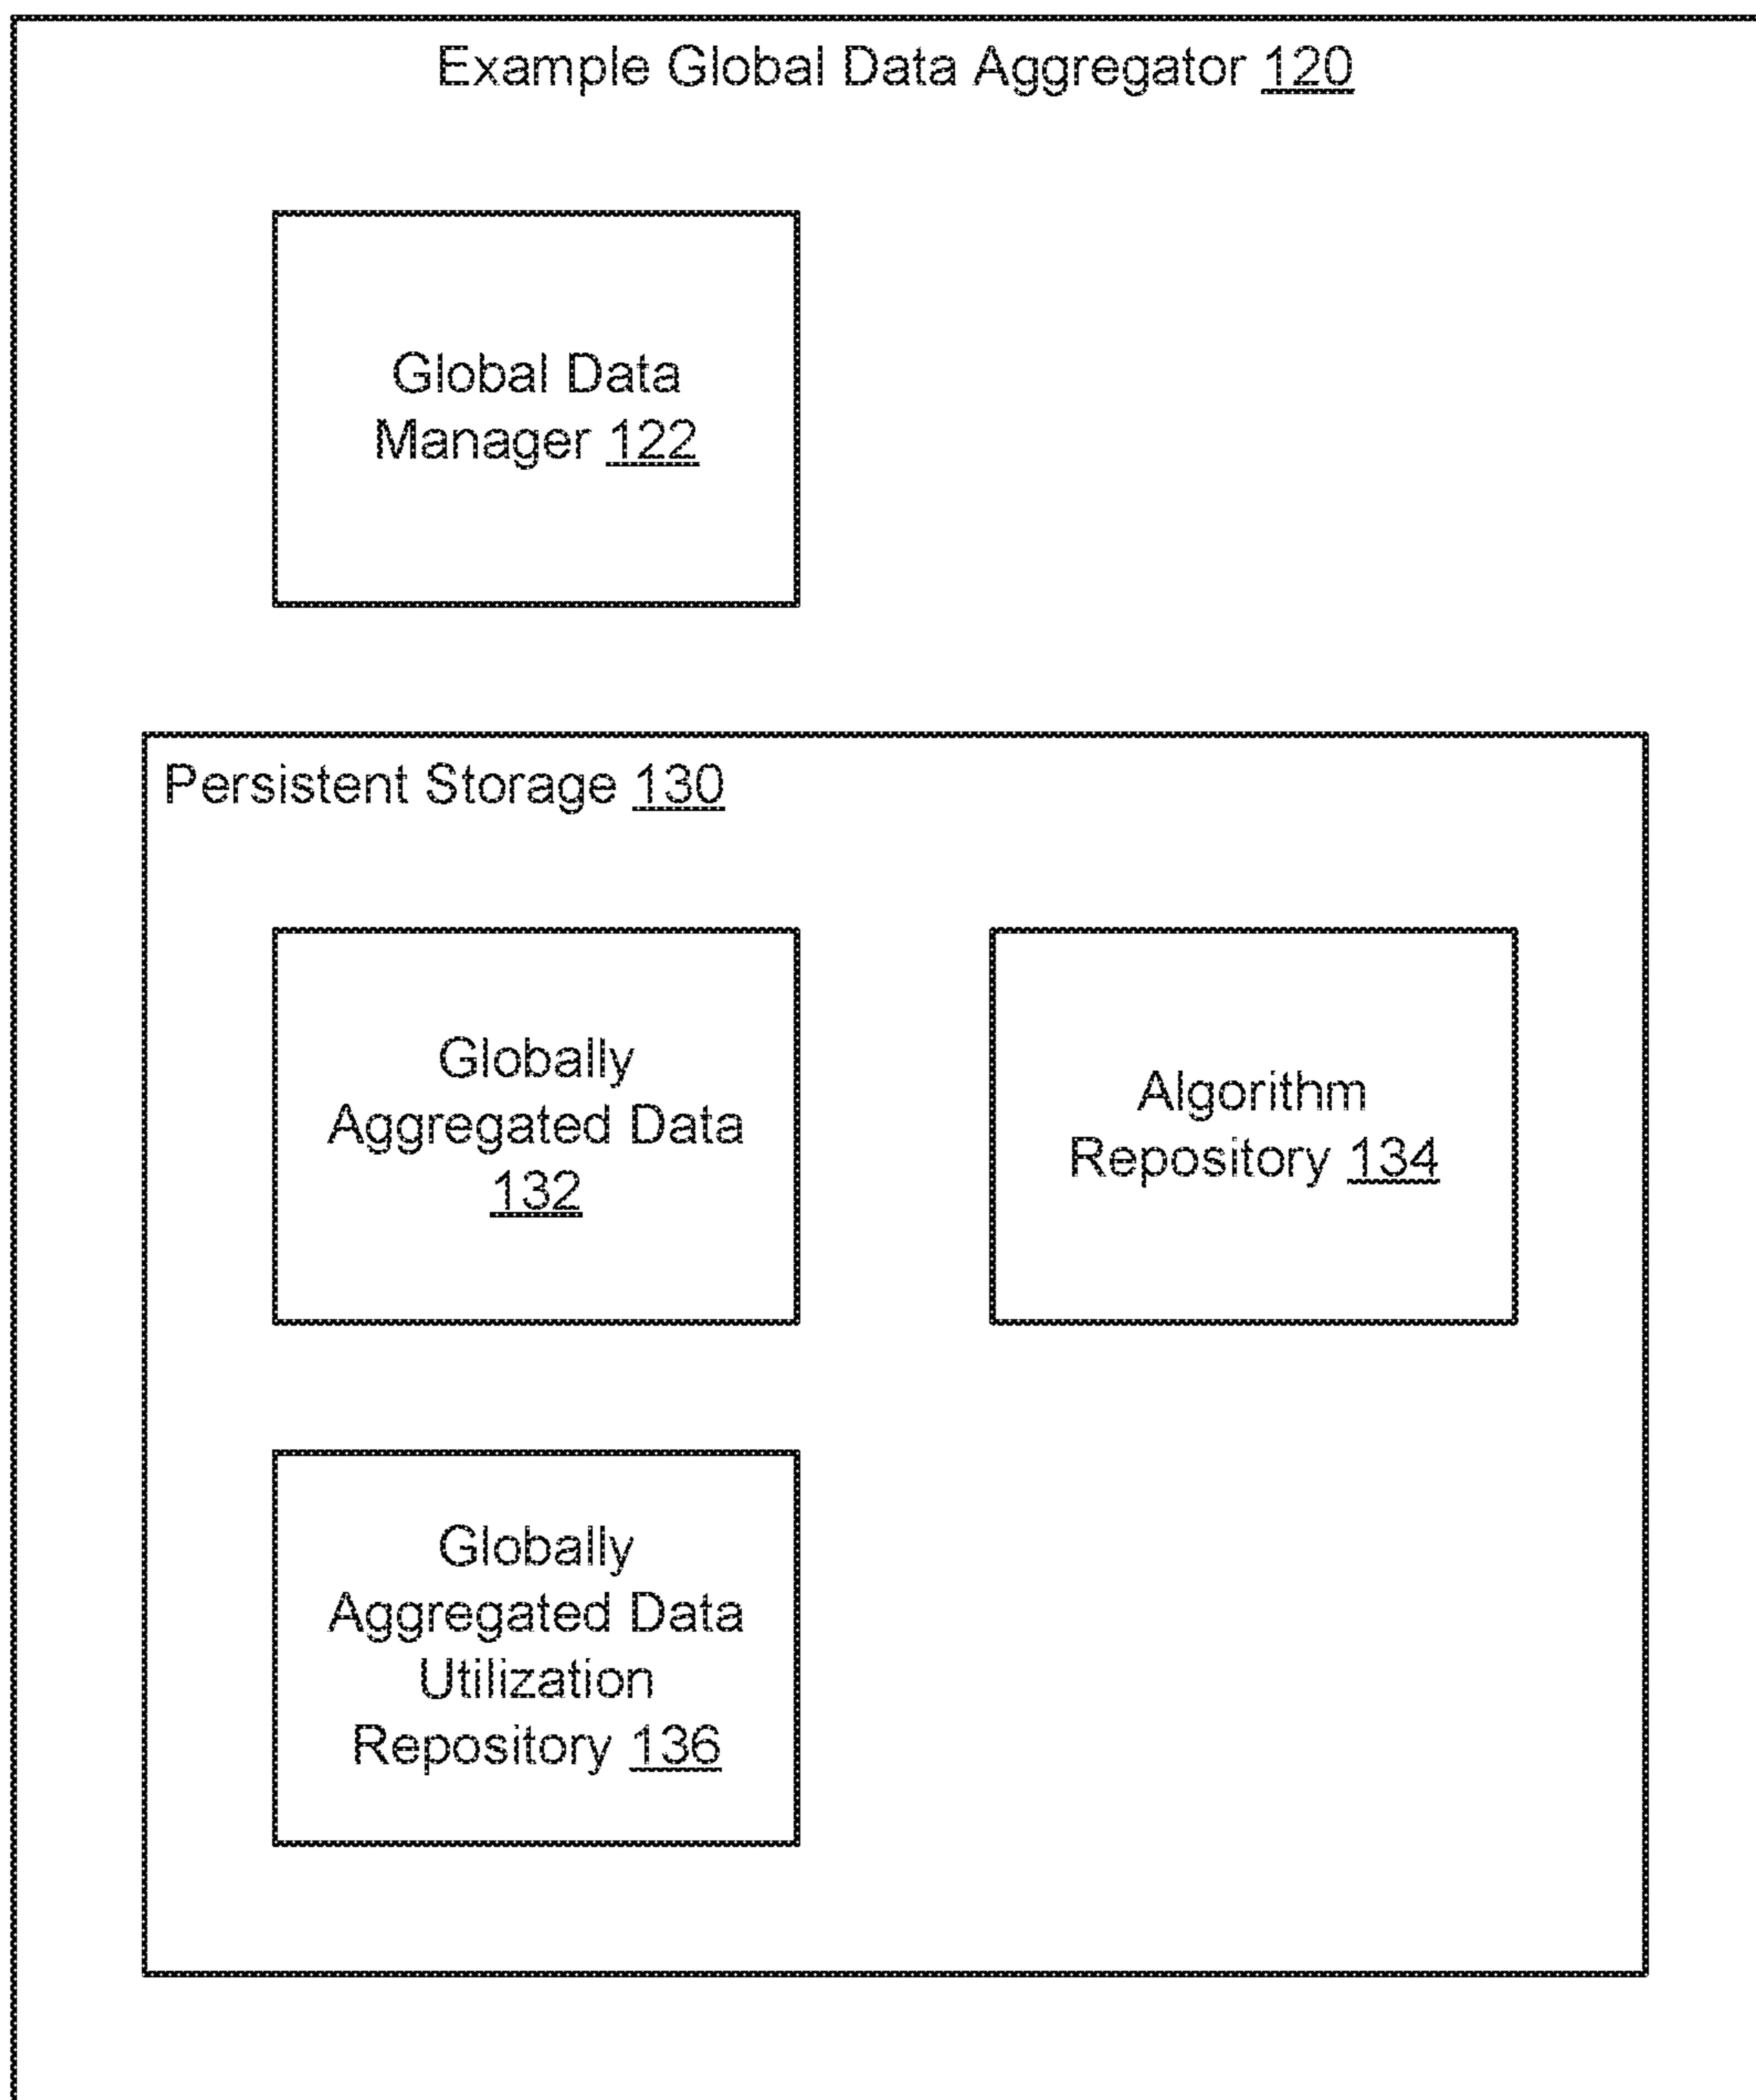 Example Global Data Aggregator 120
Global Data
Manager 122
Persistent Storage 130
Globally
Aggregated Data
132
Algorithm
Repository 134
Globally
Aggregated Data
Utilization
Repository 136